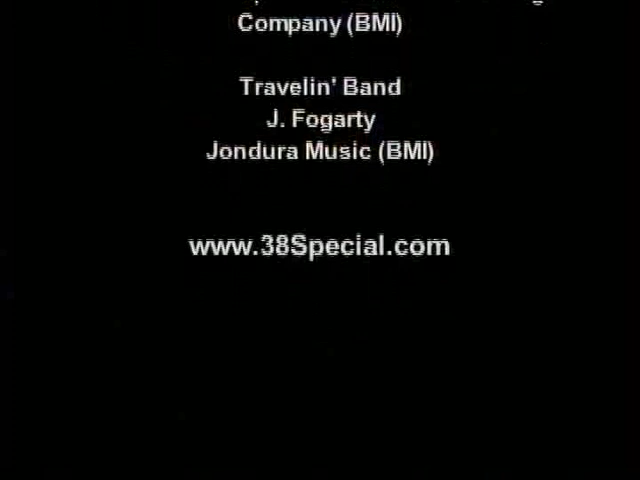 Company (BMI)
Travelin' Band
J. Fogarty
Jondura Music (BMI)
www.38Special.com